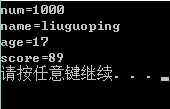 num=1000
name=liuguoping
age=17
score=89
请按任意键继续. . .